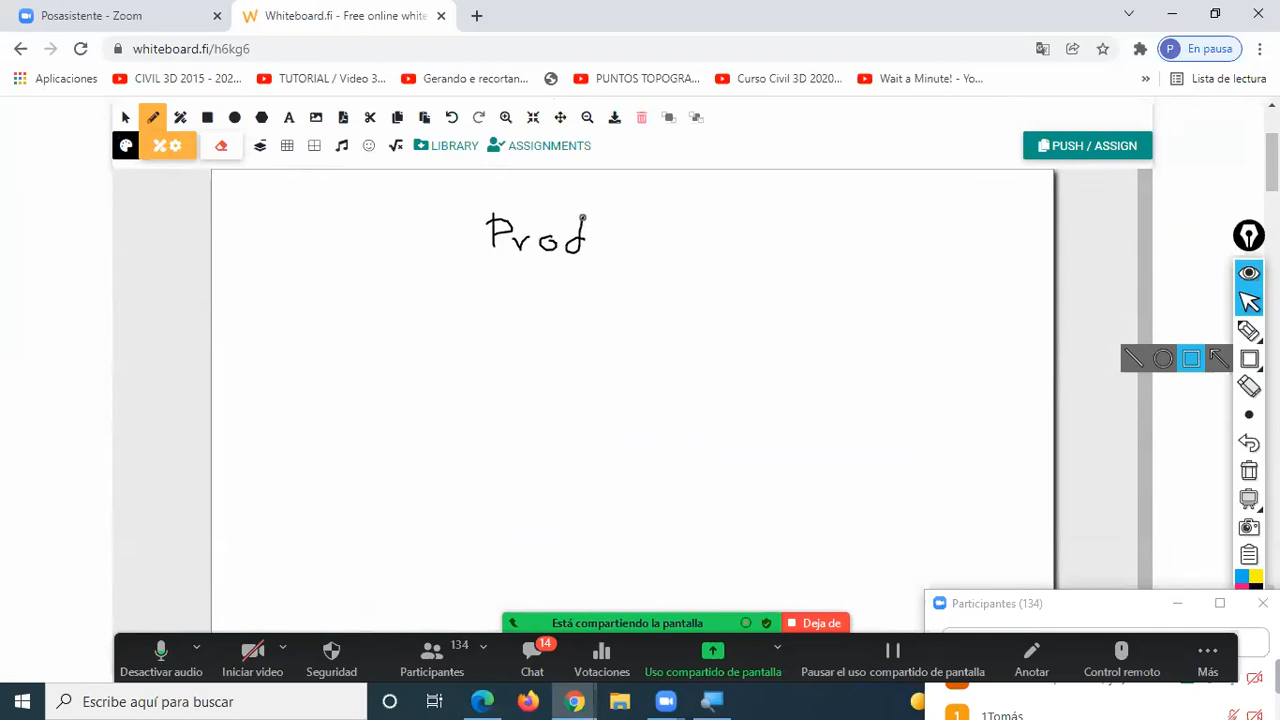 Posasistente - Zoom
Whiteboard.fi - Free online white
whiteboard.fi/h6kg6
P
En pausa
Aplicaciones
CIVIL 3D 2015 - 202...
TUTORIAL / Video 3...
Gerando e recortan...
PUNTOS TOPOGRA...
Curso Civil 3D 2020...
Wait a Minute! - Yo...
»
Lista de lectura
LIBRARY
ASSIGNMENTS
PUSH / ASSIGN
Prod
Participantes (134)
Está compartiendo la pantalla
Deja de
134
14
Desactivar audio
Iniciar video
Seguridad
Participantes
Chat
Votaciones
Uso compartido de pantalla
Pausar el uso compartido de pantalla
Anotar
Control remoto
Más
Escribe aquí para buscar
1
1Tomás